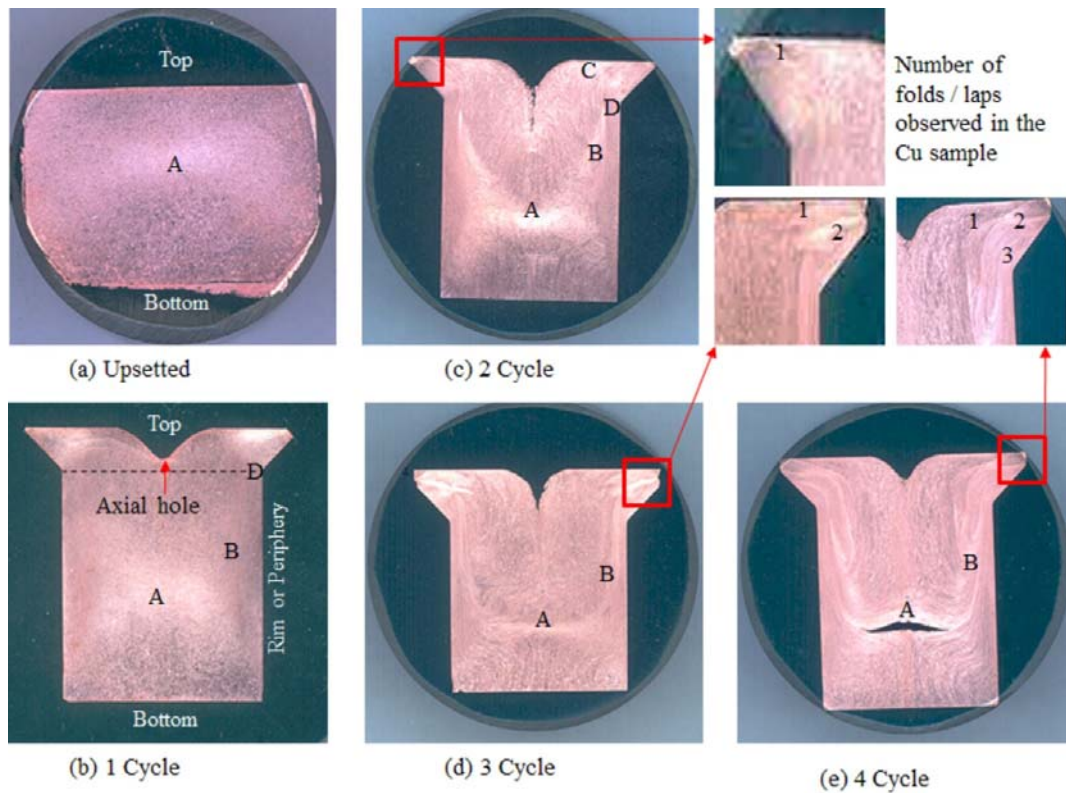 Top
A
Bottom
(a) Upsetted
C
D
B
A
(c) 2 Cycle
1
Number of
folds / laps
observed in the
Cu sample
1
2
1
2
3
Top
Axial hole
D
B
A
Rim or Periphery
Bottom
(b) 1 Cycle
B
A
(d) 3 Cycle
B
A
(e) 4 Cycle